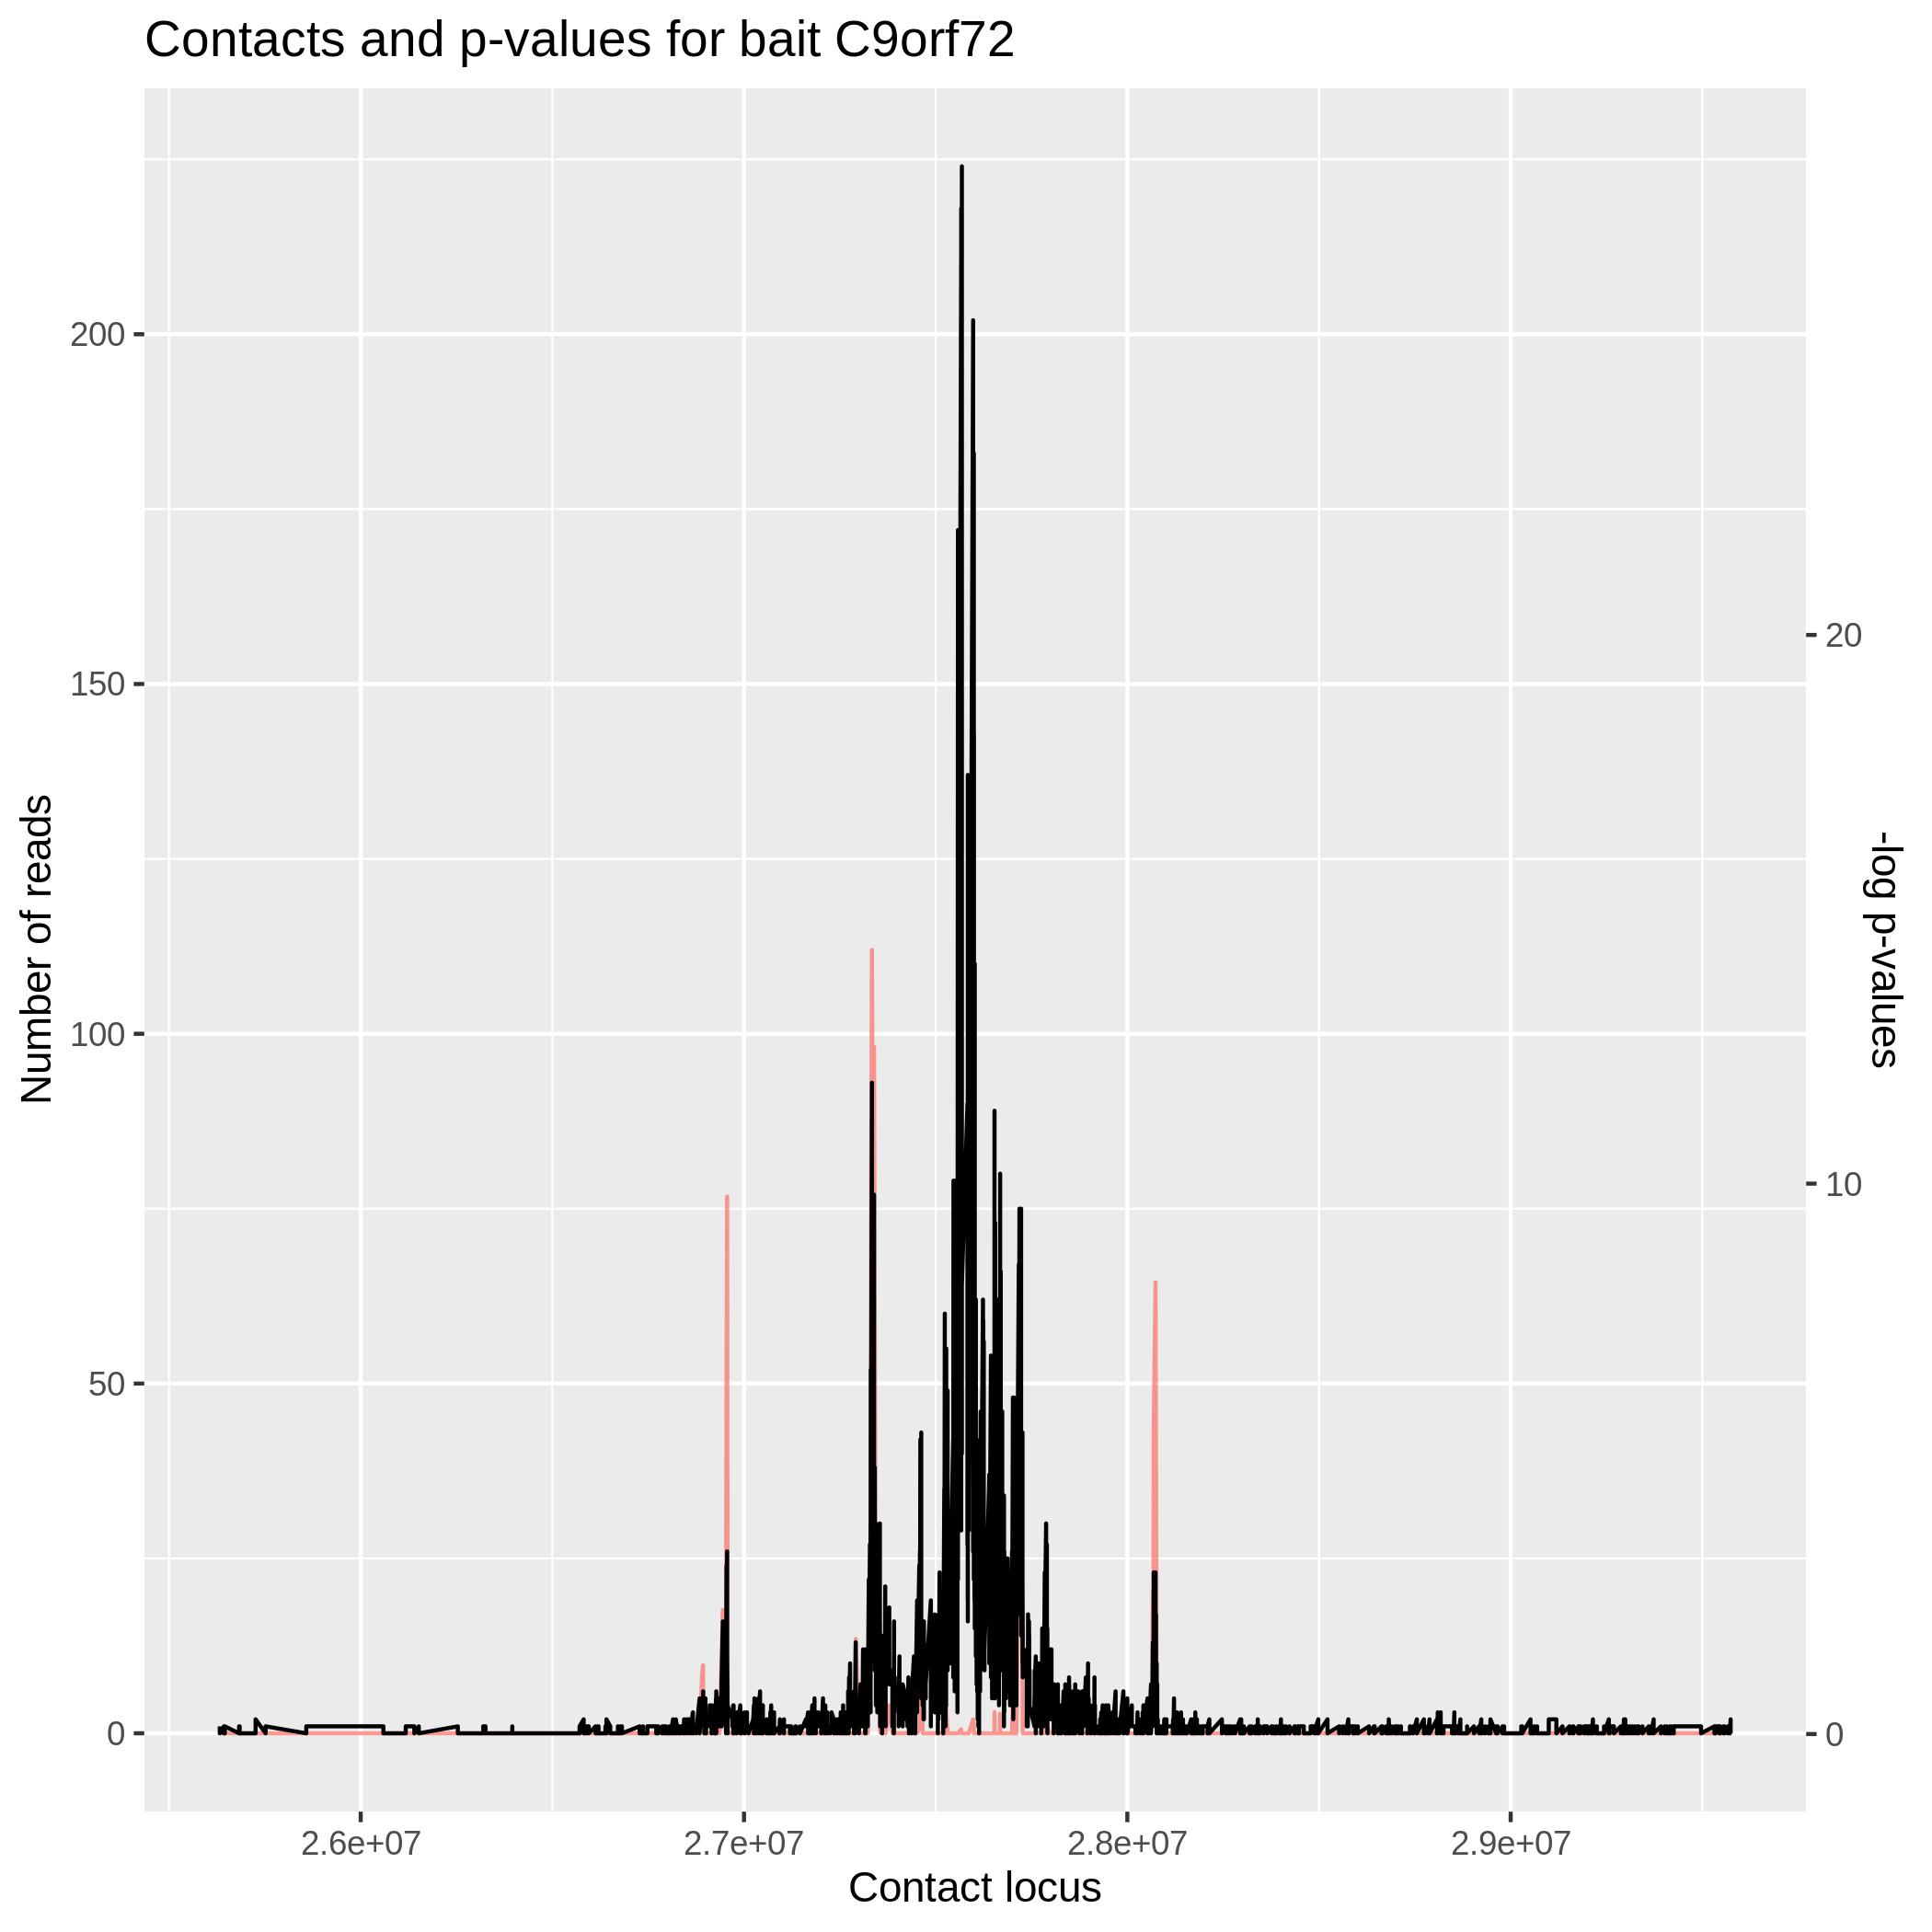 Contacts and p-values for bait C9orf72
Number of reads
200
150
100
50
0
20
10
0
-log p-values
2.6e+07 2.7e+07 2.8e+07 2.9e+07
Contact locus